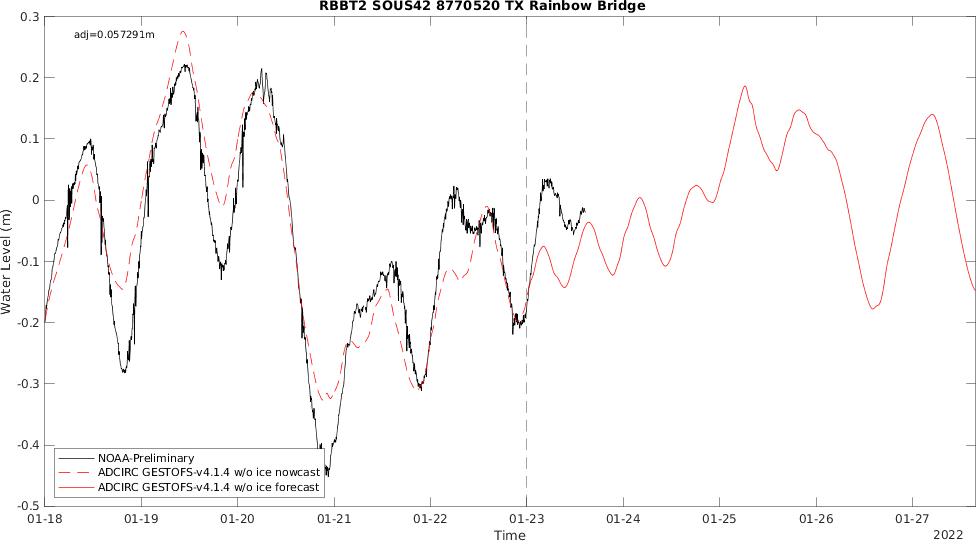 RBBT2 SOUS42 8770520 TX Rainbow Bridge
adj=0.057291m
0.3
0.2
0.1
0
-0.1
-0.2
-0.3
-0.4
-0.5
Water Level (m)
NOAA-Preliminary
ADCIRC GESTOFS-v4.1.4 w/o ice nowcast
ADCIRC GESTOFS-v4.1.4 w/o ice forecast
01-18 01-19 01-20 01-21 01-22 01-23 01-24 01-25 01-26 01-27
Time
2022